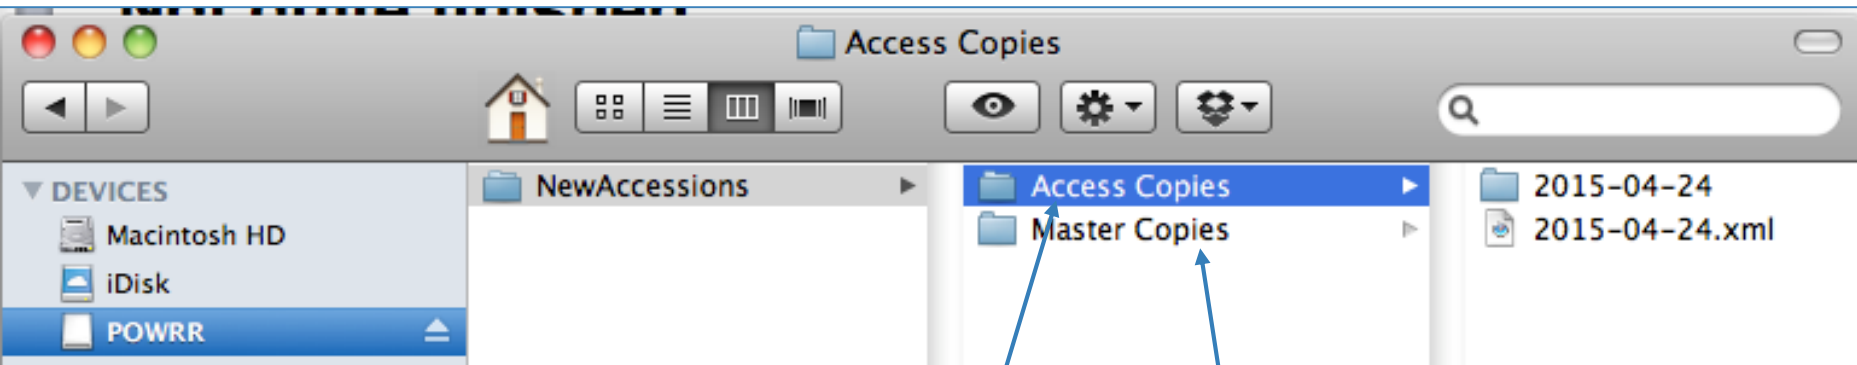 Access Copies
DEVICES
Macintosh HD
iDisk
POWRR
NewAccessions
Access Copies
Master Copies
2015-04-24
2015-04-24.xml